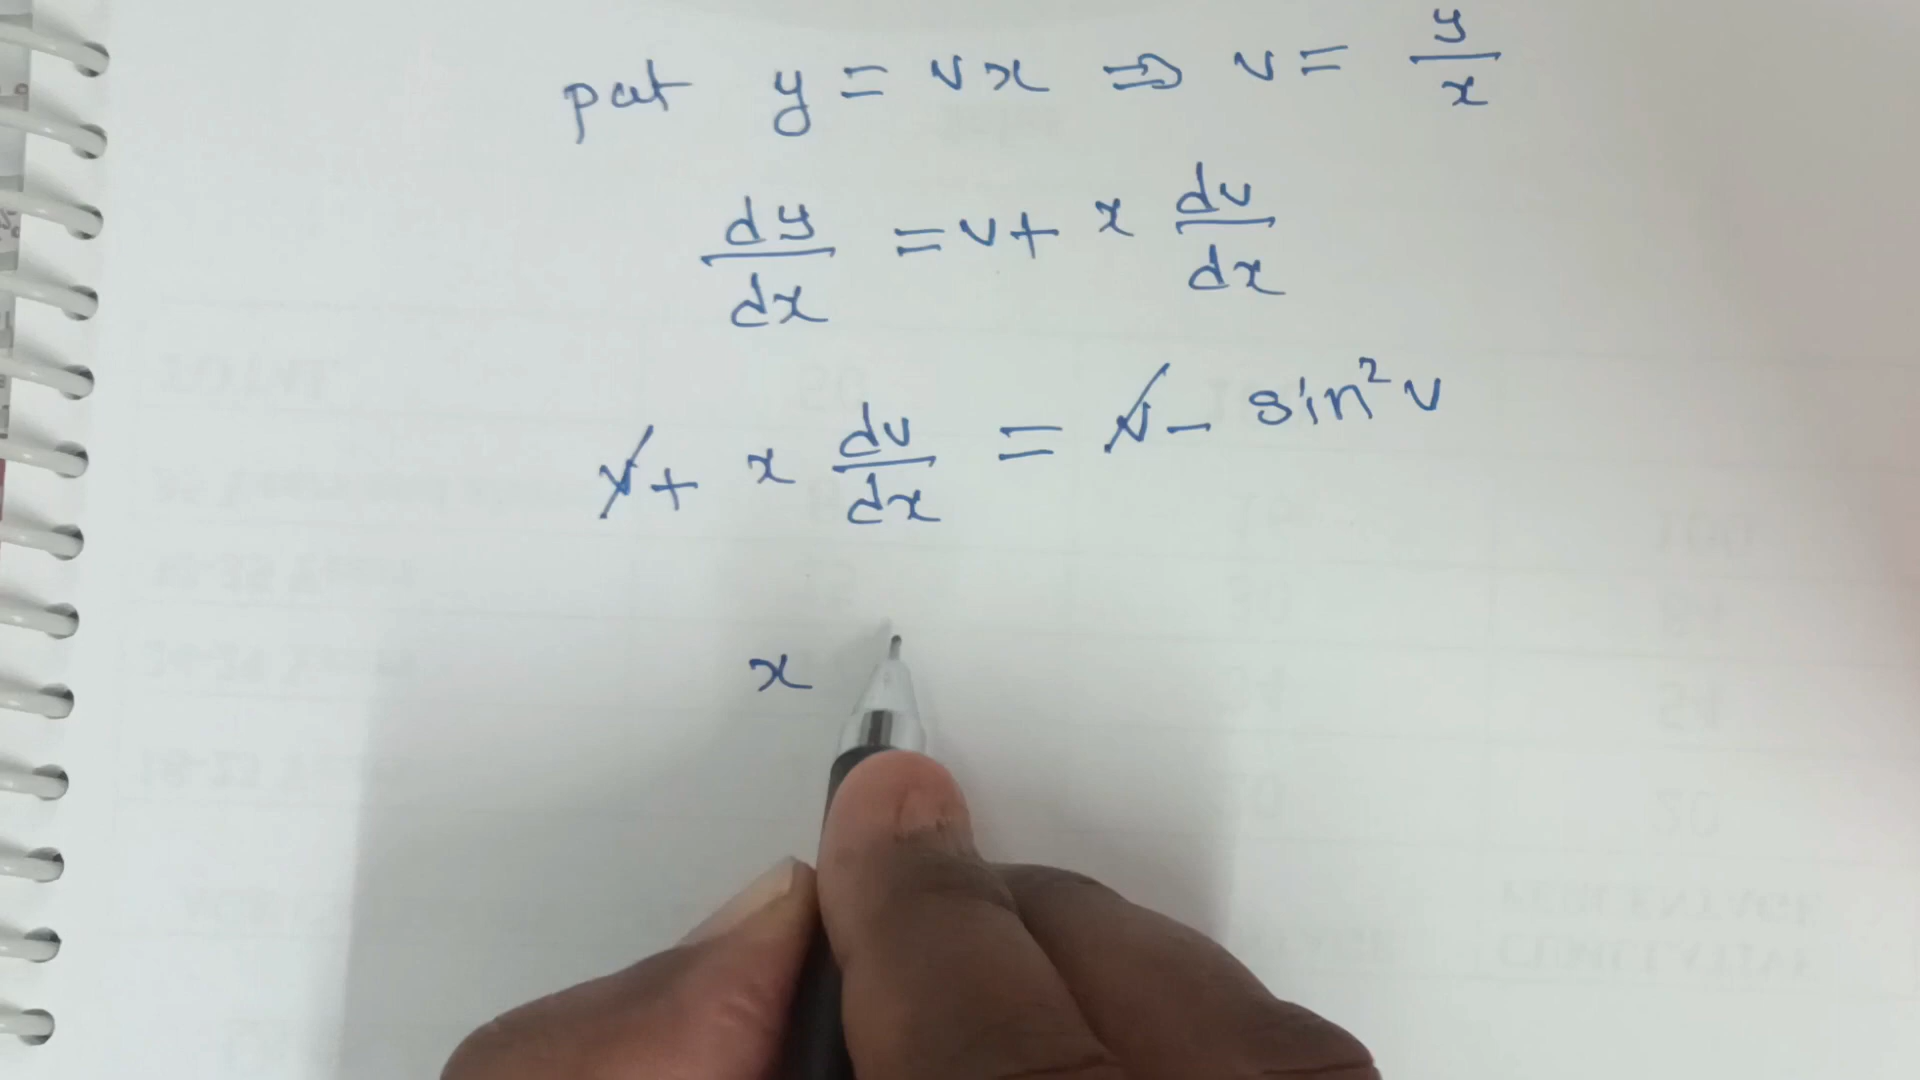 put y = vx ⇒ v = y/x
dy/dx = v + x dv/dx
v + x dv/dx = v - sin²v
x